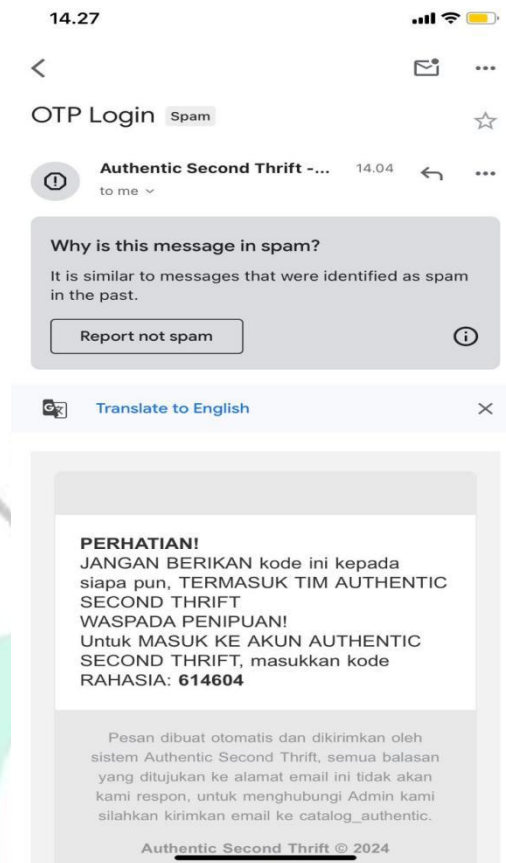 14.27
OTP Login Spam
Authentic Second Thrift -... 14.04
to me
Why is this message in spam?
It is similar to messages that were identified as spam
in the past.
Report not spam
Translate to English
PERHATIAN!
JANGAN BERIKAN kode ini kepada
siapa pun, TERMASUK TIM AUTHENTIC
SECOND THRIFT
WASPADA PENIPUAN!
Untuk MASUK KE AKUN AUTHENTIC
SECOND THRIFT, masukkan kode
RAHASIA: 614604
Pesan dibuat otomatis dan dikirimkan oleh
sistem Authentic Second Thrift, semua balasan
yang ditujukan ke alamat email ini tidak akan
kami respon, untuk menghubungi Admin kami
silahkan kirimkan email ke catalog_authentic.
Authentic Second Thrift © 2024